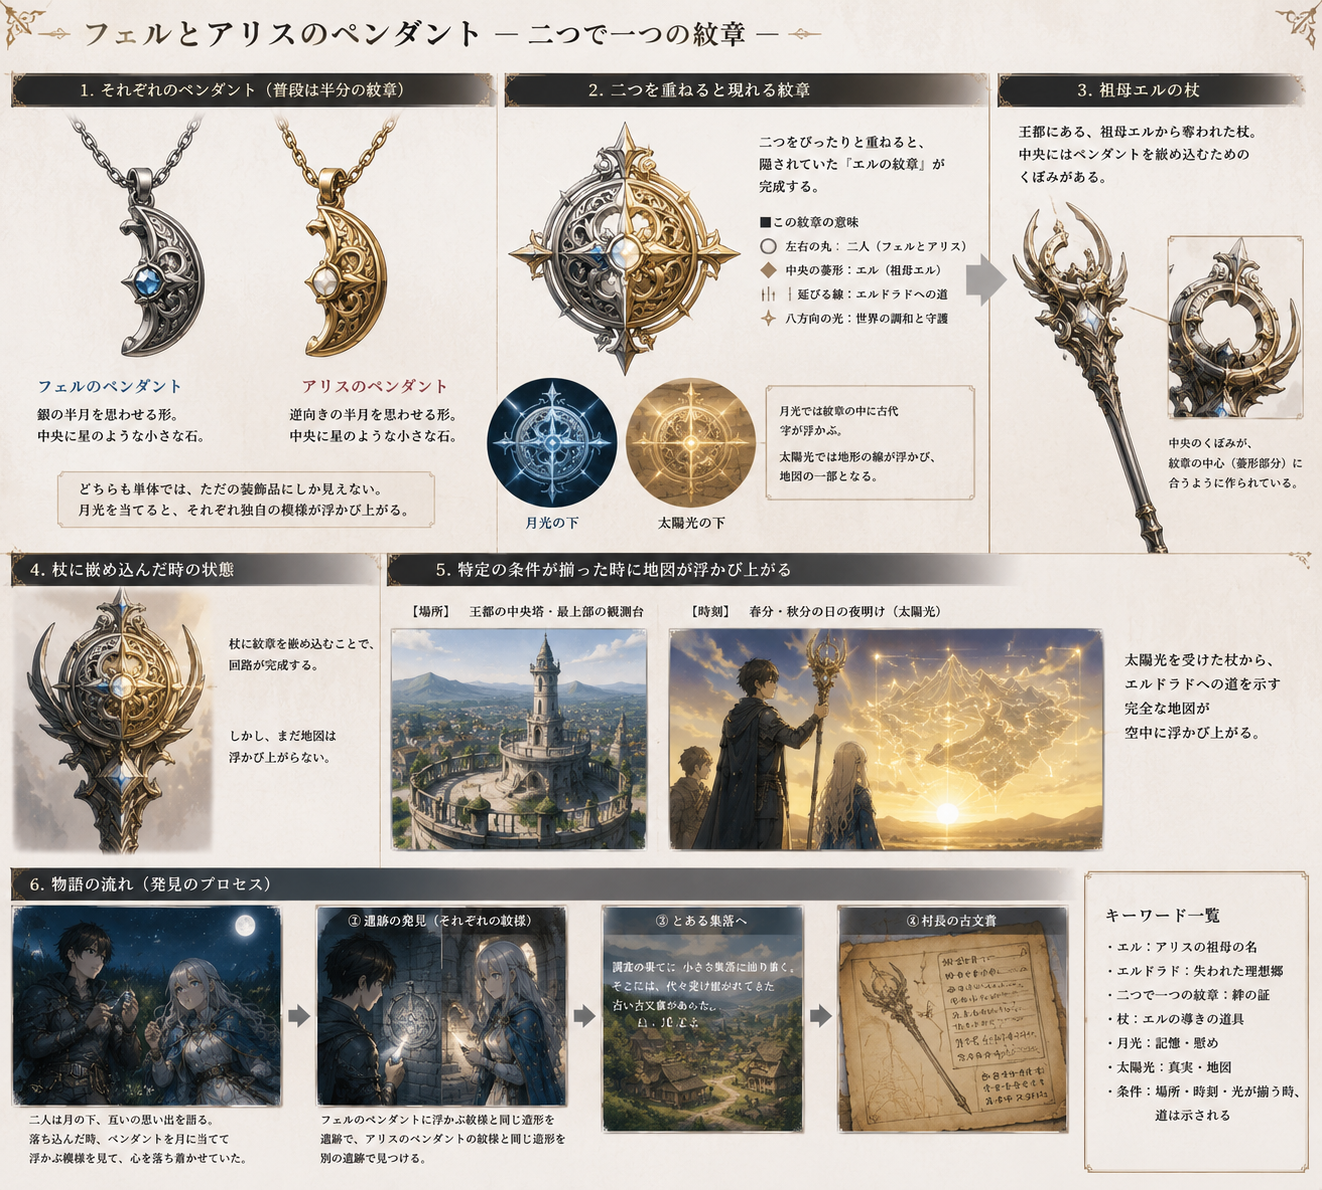 フェルとアリスのペンダント ― 二つで一つの紋章 ―
1. それぞれのペンダント（普段は半分の紋章）
フェルのペンダント
銀の半月を思わせる形。
中央に星のような小さな石。
アリスのペンダント
逆向きの半月を思わせる形。
中央に星のような小さな石。
どちらも単体では、ただの装飾品にしか見えない。
月光を当てると、それぞれ独自の模様が浮かび上がる。
2. 二つを重ねると現れる紋章
二つをぴったりと重ねると、
隠されていた『エルの紋章』が
完成する。
■この紋章の意味
左右の丸： 二人（フェルとアリス）
中央の菱形：エル（祖母エル）
延びる線：エルドラドへの道
八方向の光：世界の調和と守護
月光の下
太陽光の下
月光では紋章の中に古代
字が浮かぶ。
太陽光では地形の線が浮かび、
地図の一部となる。
3. 祖母エルの杖
王都にある、祖母エルから奪われた杖。
中央にはペンダントを嵌め込むための
くぼみがある。
中央のくぼみが、
紋章の中心（菱形部分）に
合うように作られている。
4. 杖に嵌め込んだ時の状態
杖に紋章を嵌め込むことで、
回路が完成する。
しかし、まだ地図は
浮かび上がらない。
5. 特定の条件が揃った時に地図が浮かび上がる
【場所】 王都の中央塔・最上部の観測台
【時刻】 春分・秋分の日の夜明け（太陽光）
太陽光を受けた杖から、
エルドラドへの道を示す
完全な地図が
空中に浮かび上がる。
6. 物語の流れ（発見のプロセス）
二人は月の下、互いの思い出を語る。
落ち込んだ時、ペンダントを月に当てて
浮かぶ模様を見て、心を落ち着かせていた。
② 遺跡の発見（それぞれの紋様）
フェルのペンダントに浮かぶ紋様と同じ造形を
遺跡で、アリスのペンダントの紋様と同じ造形を
別の遺跡で見つける。
③ とある集落へ
の果てに 小さな集落に辿り着く。
そこには、代々受け継がれてきた
古い古文書があった。
④ 村長の古文書
キーワード一覧
・エル：アリスの祖母の名
・エルドラド：失われた理想郷
・二つで一つの紋章：絆の証
・杖：エルの導きの道具
・月光：記憶・慰め
・太陽光：真実・地図
・条件：場所・時刻・光が揃う時、
道は示される